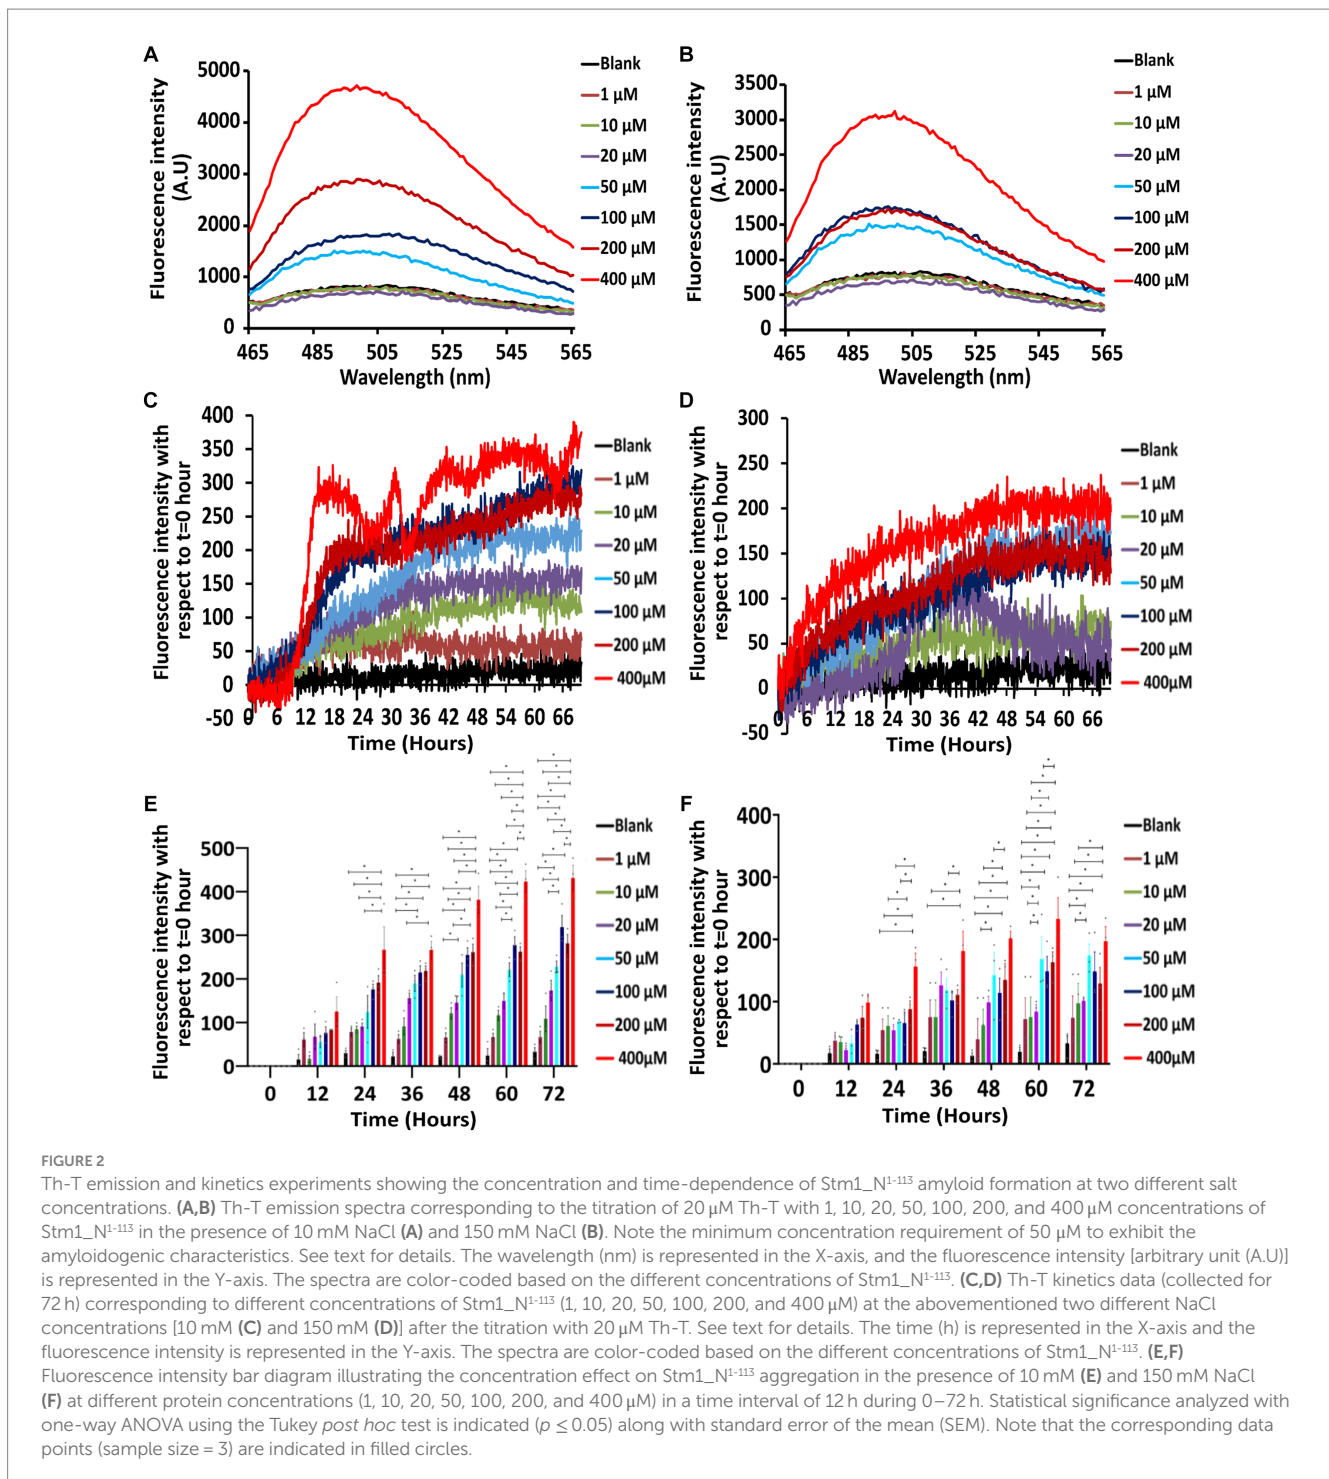 A
Fluorescence intensity
(A.U)
5000
4000
3000
2000
1000
0
465
485
505
525
545
565
Wavelength (nm)
Blank
1 µM
10 µM
20 µM
50 µM
100 µM
200 µM
400 µM
B
Fluorescence intensity
(A.U)
3500
3000
2500
2000
1500
1000
500
0
465
485
505
525
545
565
Wavelength (nm)
Blank
1 µM
10 µM
20 µM
50 µM
100 µM
200 µM
400 µM
C
Fluorescence intensity with
respect to t=0 hour
400
350
300
250
200
150
100
50
0
-50
0 6 12 18 24 30 36 42 48 54 60 66
Time (Hours)
Blank
1 µM
10 µM
20 µM
50 µM
100 µM
200 µM
400µM
D
Fluorescence intensity with
respect to t=0 hour
300
250
200
150
100
50
0
-50
0 6 12 18 24 30 36 42 48 54 60 66
Time (Hours)
Blank
1 µM
10 µM
20 µM
50 µM
100 µM
200 µM
400µM
E
Fluorescence intensity with
respect to t=0 hour
500
400
300
200
100
0
0 12 24 36 48 60 72
Time (Hours)
Blank
1 µM
10 µM
20 µM
50 µM
100 µM
200 µM
400µM
F
Fluorescence intensity with
respect to t=0 hour
400
300
200
100
0
0 12 24 36 48 60 72
Time (Hours)
Blank
1 µM
10 µM
20 µM
50 µM
100 µM
200 µM
400µM
FIGURE 2
Th-T emission and kinetics experiments showing the concentration and time-dependence of Stm1_N¹⁻¹¹³ amyloid formation at two different salt
concentrations. (A,B) Th-T emission spectra corresponding to the titration of 20 µM Th-T with 1, 10, 20, 50, 100, 200, and 400 µM concentrations of
Stm1_N¹⁻¹¹³ in the presence of 10 mM NaCl (A) and 150 mM NaCl (B). Note the minimum concentration requirement of 50 µM to exhibit the
amyloidogenic characteristics. See text for details. The wavelength (nm) is represented in the X-axis, and the fluorescence intensity [arbitrary unit (A.U)]
is represented in the Y-axis. The spectra are color-coded based on the different concentrations of Stm1_N¹⁻¹¹³. (C,D) Th-T kinetics data (collected for
72 h) corresponding to different concentrations of Stm1_N¹⁻¹¹³ (1, 10, 20, 50, 100, 200, and 400 µM) at the abovementioned two different NaCl
concentrations [10 mM (C) and 150 mM (D)] after the titration with 20 µM Th-T. See text for details. The time (h) is represented in the X-axis and the
fluorescence intensity is represented in the Y-axis. The spectra are color-coded based on the different concentrations of Stm1_N¹⁻¹¹³. (E,F)
Fluorescence intensity bar diagram illustrating the concentration effect on Stm1_N¹⁻¹¹³ aggregation in the presence of 10 mM (E) and 150 mM NaCl
(F) at different protein concentrations (1, 10, 20, 50, 100, 200, and 400 µM) in a time interval of 12 h during 0–72 h. Statistical significance analyzed with
one-way ANOVA using the Tukey post hoc test is indicated (p ≤ 0.05) along with standard error of the mean (SEM). Note that the corresponding data
points (sample size = 3) are indicated in filled circles.